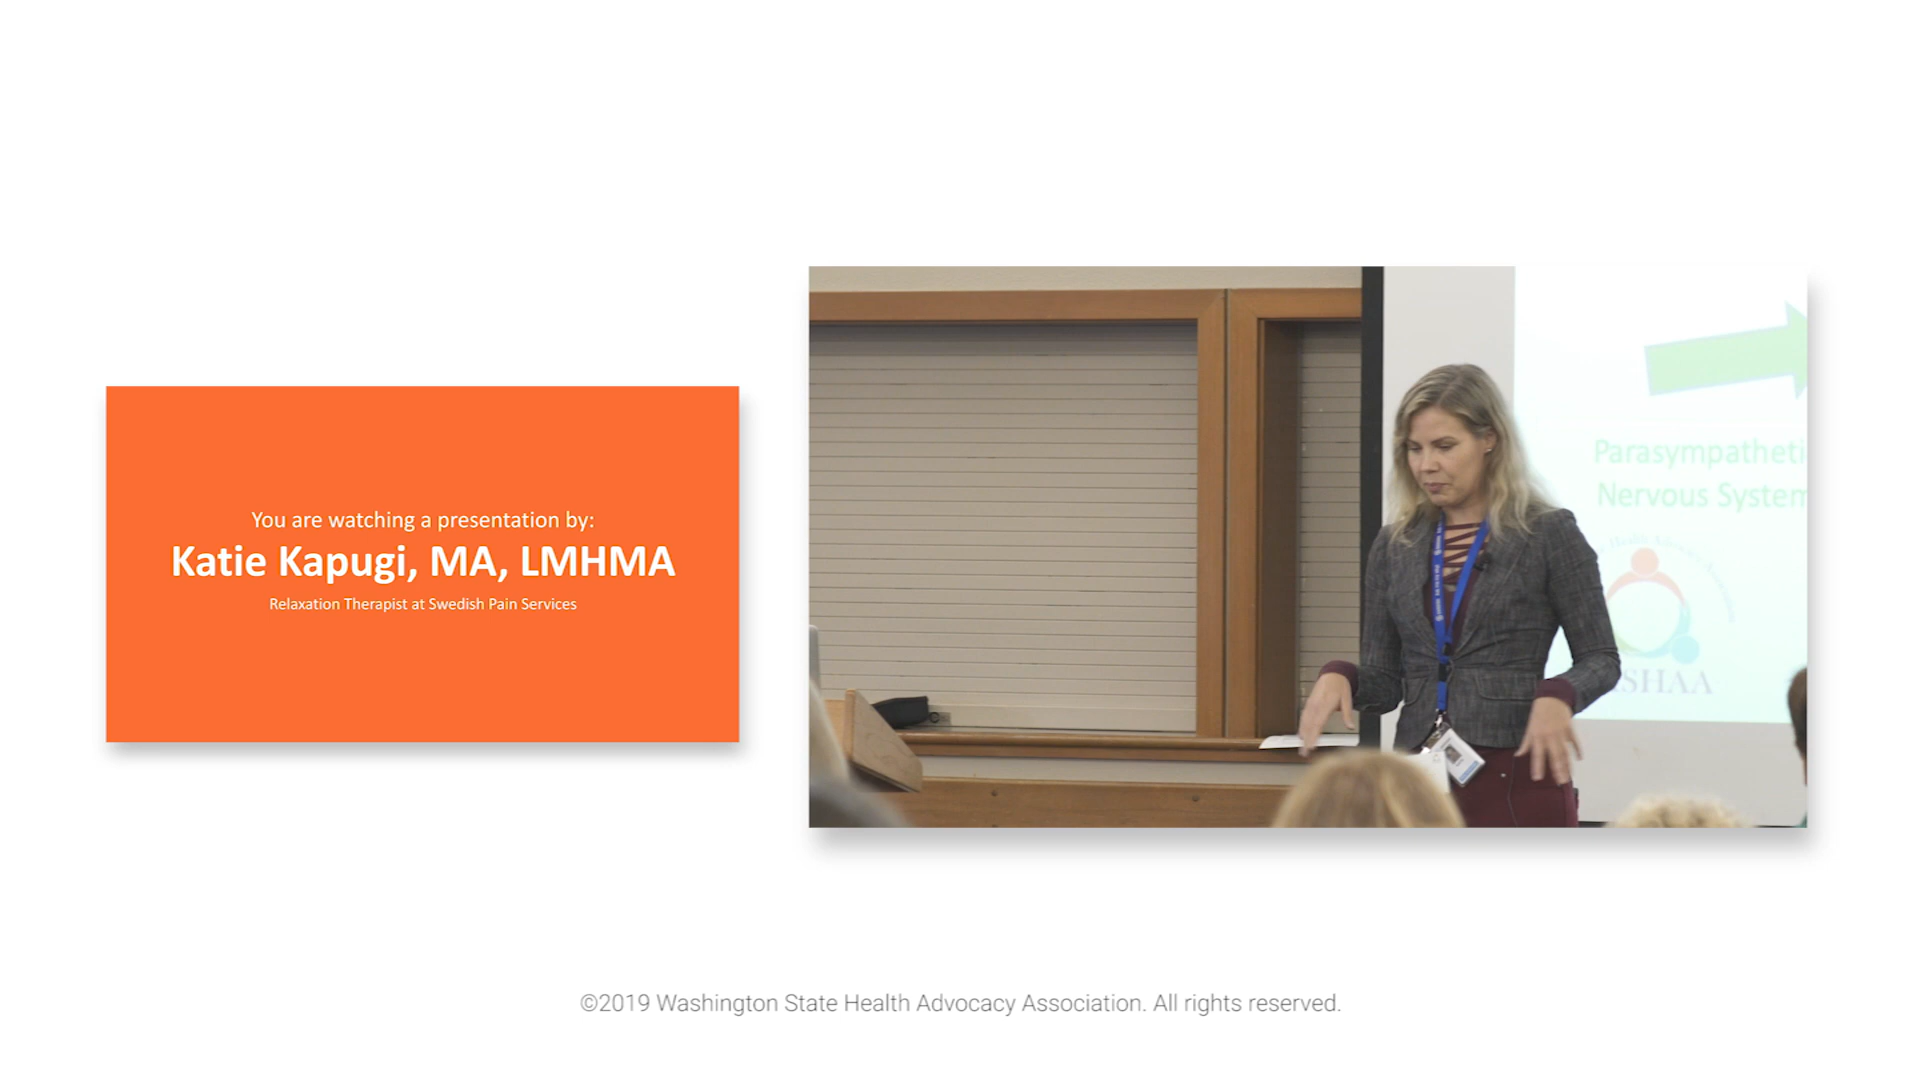 You are watching a presentation by:
Katie Kapugi, MA, LMHMA
Relaxation Therapist at Swedish Pain Services
Parasympatheti
Nervous System
SHAA
©2019 Washington State Health Advocacy Association. All rights reserved.